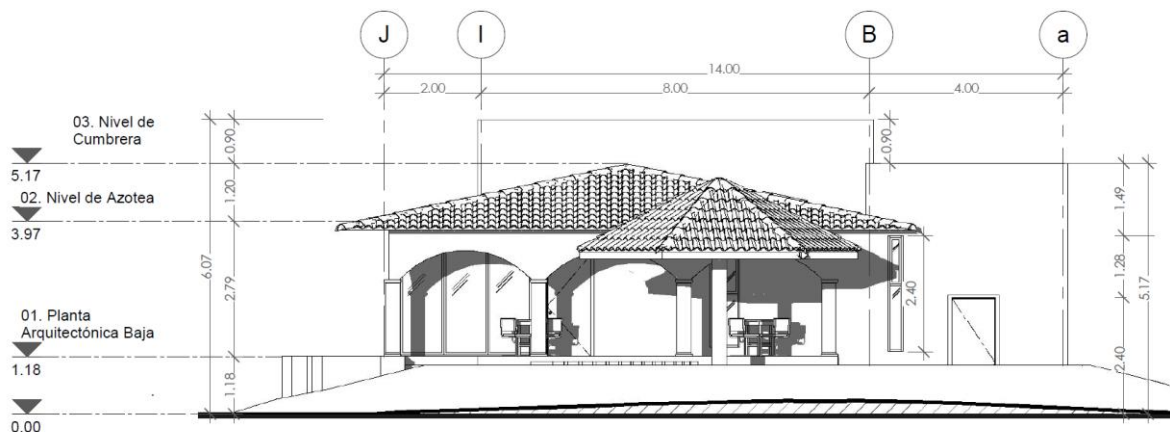 J
I
B
a
14.00
2.00
8.00
4.00
03. Nivel de
Cumbrera
5.17
02. Nivel de Azotea
3.97
01. Planta
Arquitectónica Baja
1.18
0.00
6.07
0.90
1.20
2.79
1.18
0.90
2.40
1.49
1.28
2.40
5.17